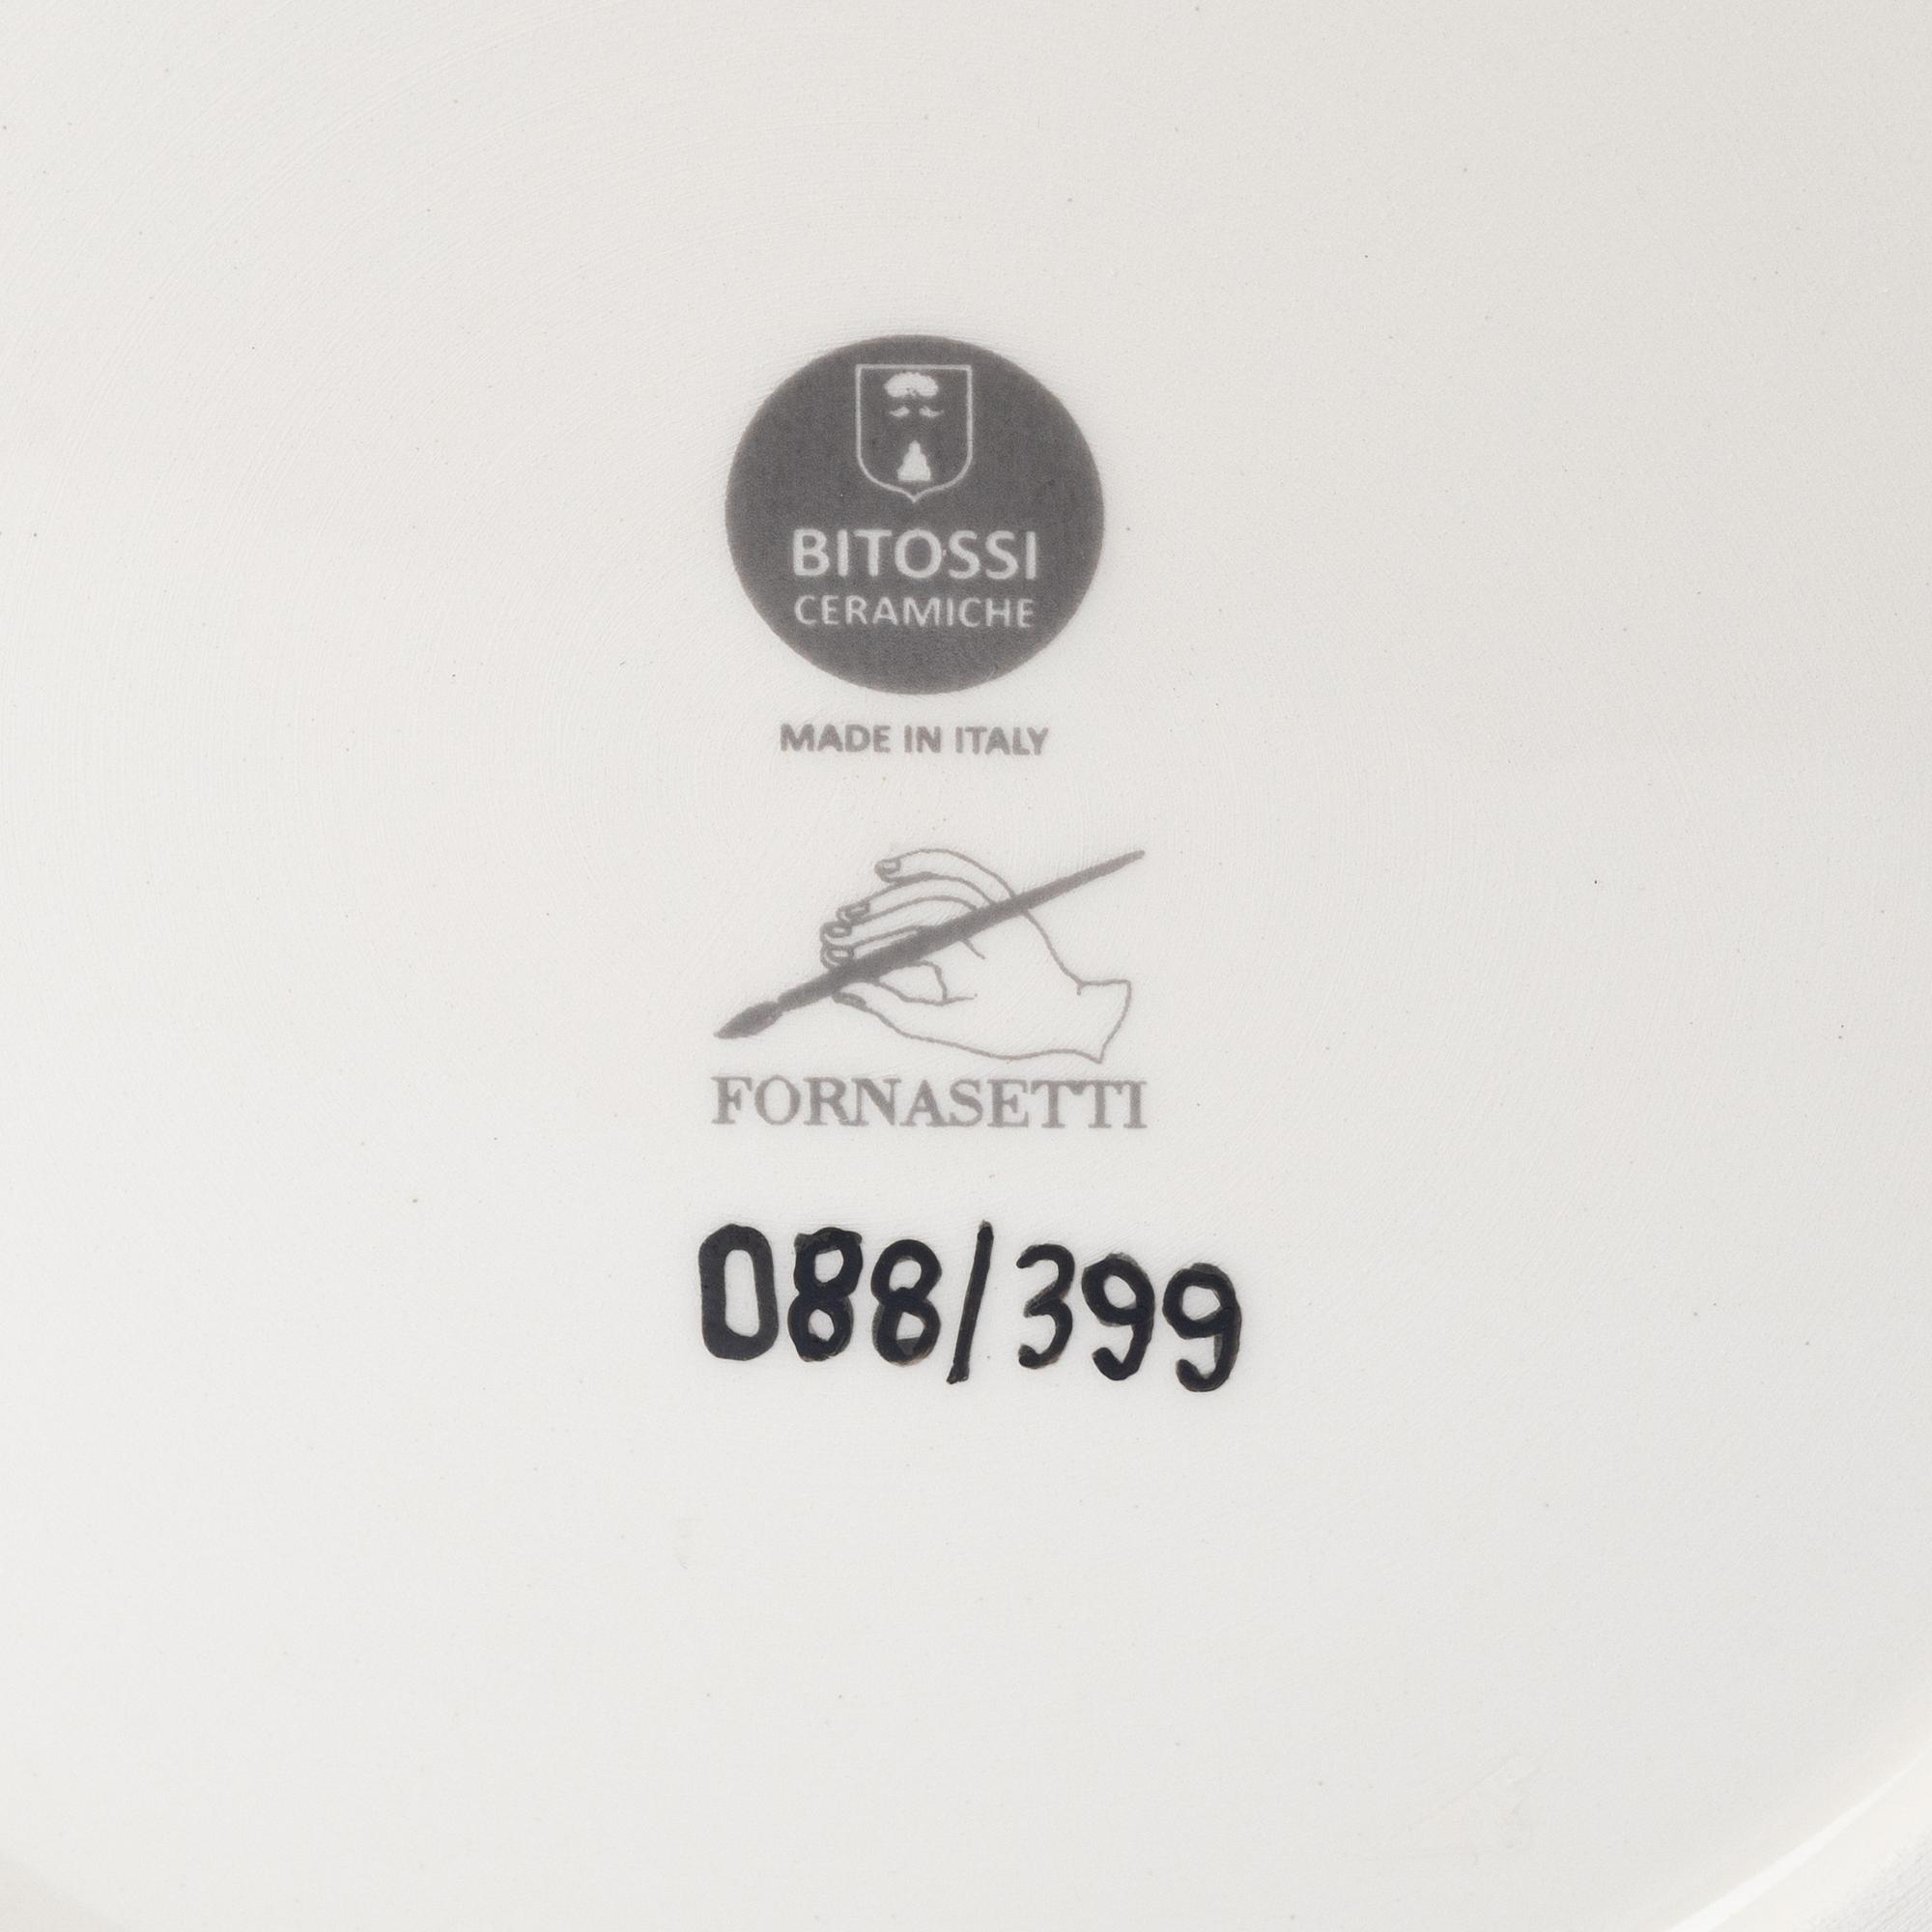 BITOSSI
CERAMICHE
MADE IN ITALY
FORNASETTI
088/399